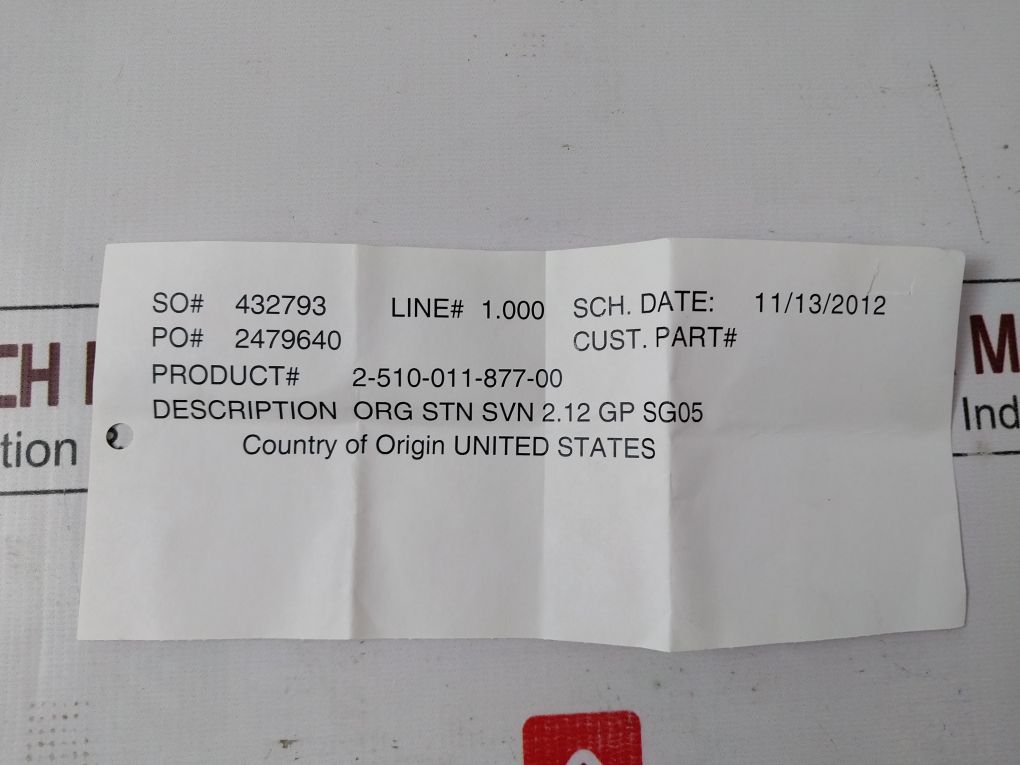 SO# 432793 LINE# 1.000 SCH. DATE: 11/13/2012
PO# 2479640 CUST. PART#
PRODUCT# 2-510-011-877-00
DESCRIPTION ORG STN SVN 2.12 GP SG05
Country of Origin UNITED STATES
CH
tion
M
Ind